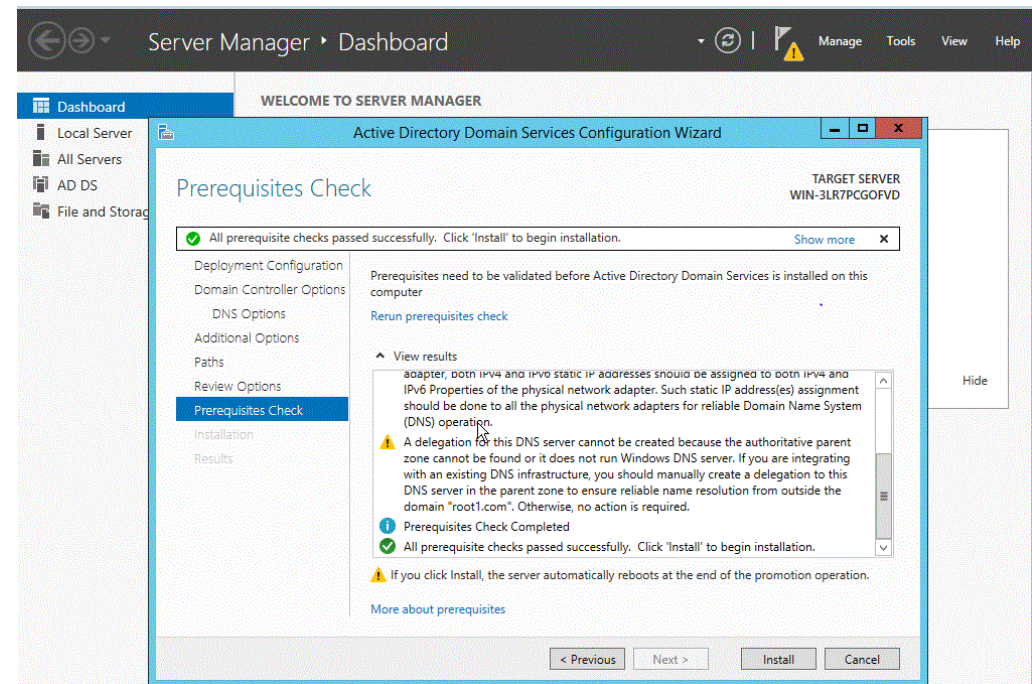 Server Manager ‣ Dashboard
Manage Tools View Help
Dashboard
Local Server
All Servers
AD DS
File and Storag
WELCOME TO SERVER MANAGER
Active Directory Domain Services Configuration Wizard
Prerequisites Check
TARGET SERVER
WIN-3LR7PCGOFVD
All prerequisite checks passed successfully. Click 'Install' to begin installation.
Show more
Deployment Configuration
Domain Controller Options
DNS Options
Additional Options
Paths
Review Options
Prerequisites Check
Installation
Results
Prerequisites need to be validated before Active Directory Domain Services is installed on this
computer
Rerun prerequisites check
View results
adapter, both IPv4 and IPv6 static IP addresses should be assigned to both IPv4 and
IPv6 Properties of the physical network adapter. Such static IP address(es) assignment
should be done to all the physical network adapters for reliable Domain Name System
(DNS) operation.
A delegation for this DNS server cannot be created because the authoritative parent
zone cannot be found or it does not run Windows DNS server. If you are integrating
with an existing DNS infrastructure, you should manually create a delegation to this
DNS server in the parent zone to ensure reliable name resolution from outside the
domain "root1.com". Otherwise, no action is required.
Prerequisites Check Completed
All prerequisite checks passed successfully. Click 'Install' to begin installation.
If you click Install, the server automatically reboots at the end of the promotion operation.
More about prerequisites
< Previous
Next >
Install
Cancel
Hide